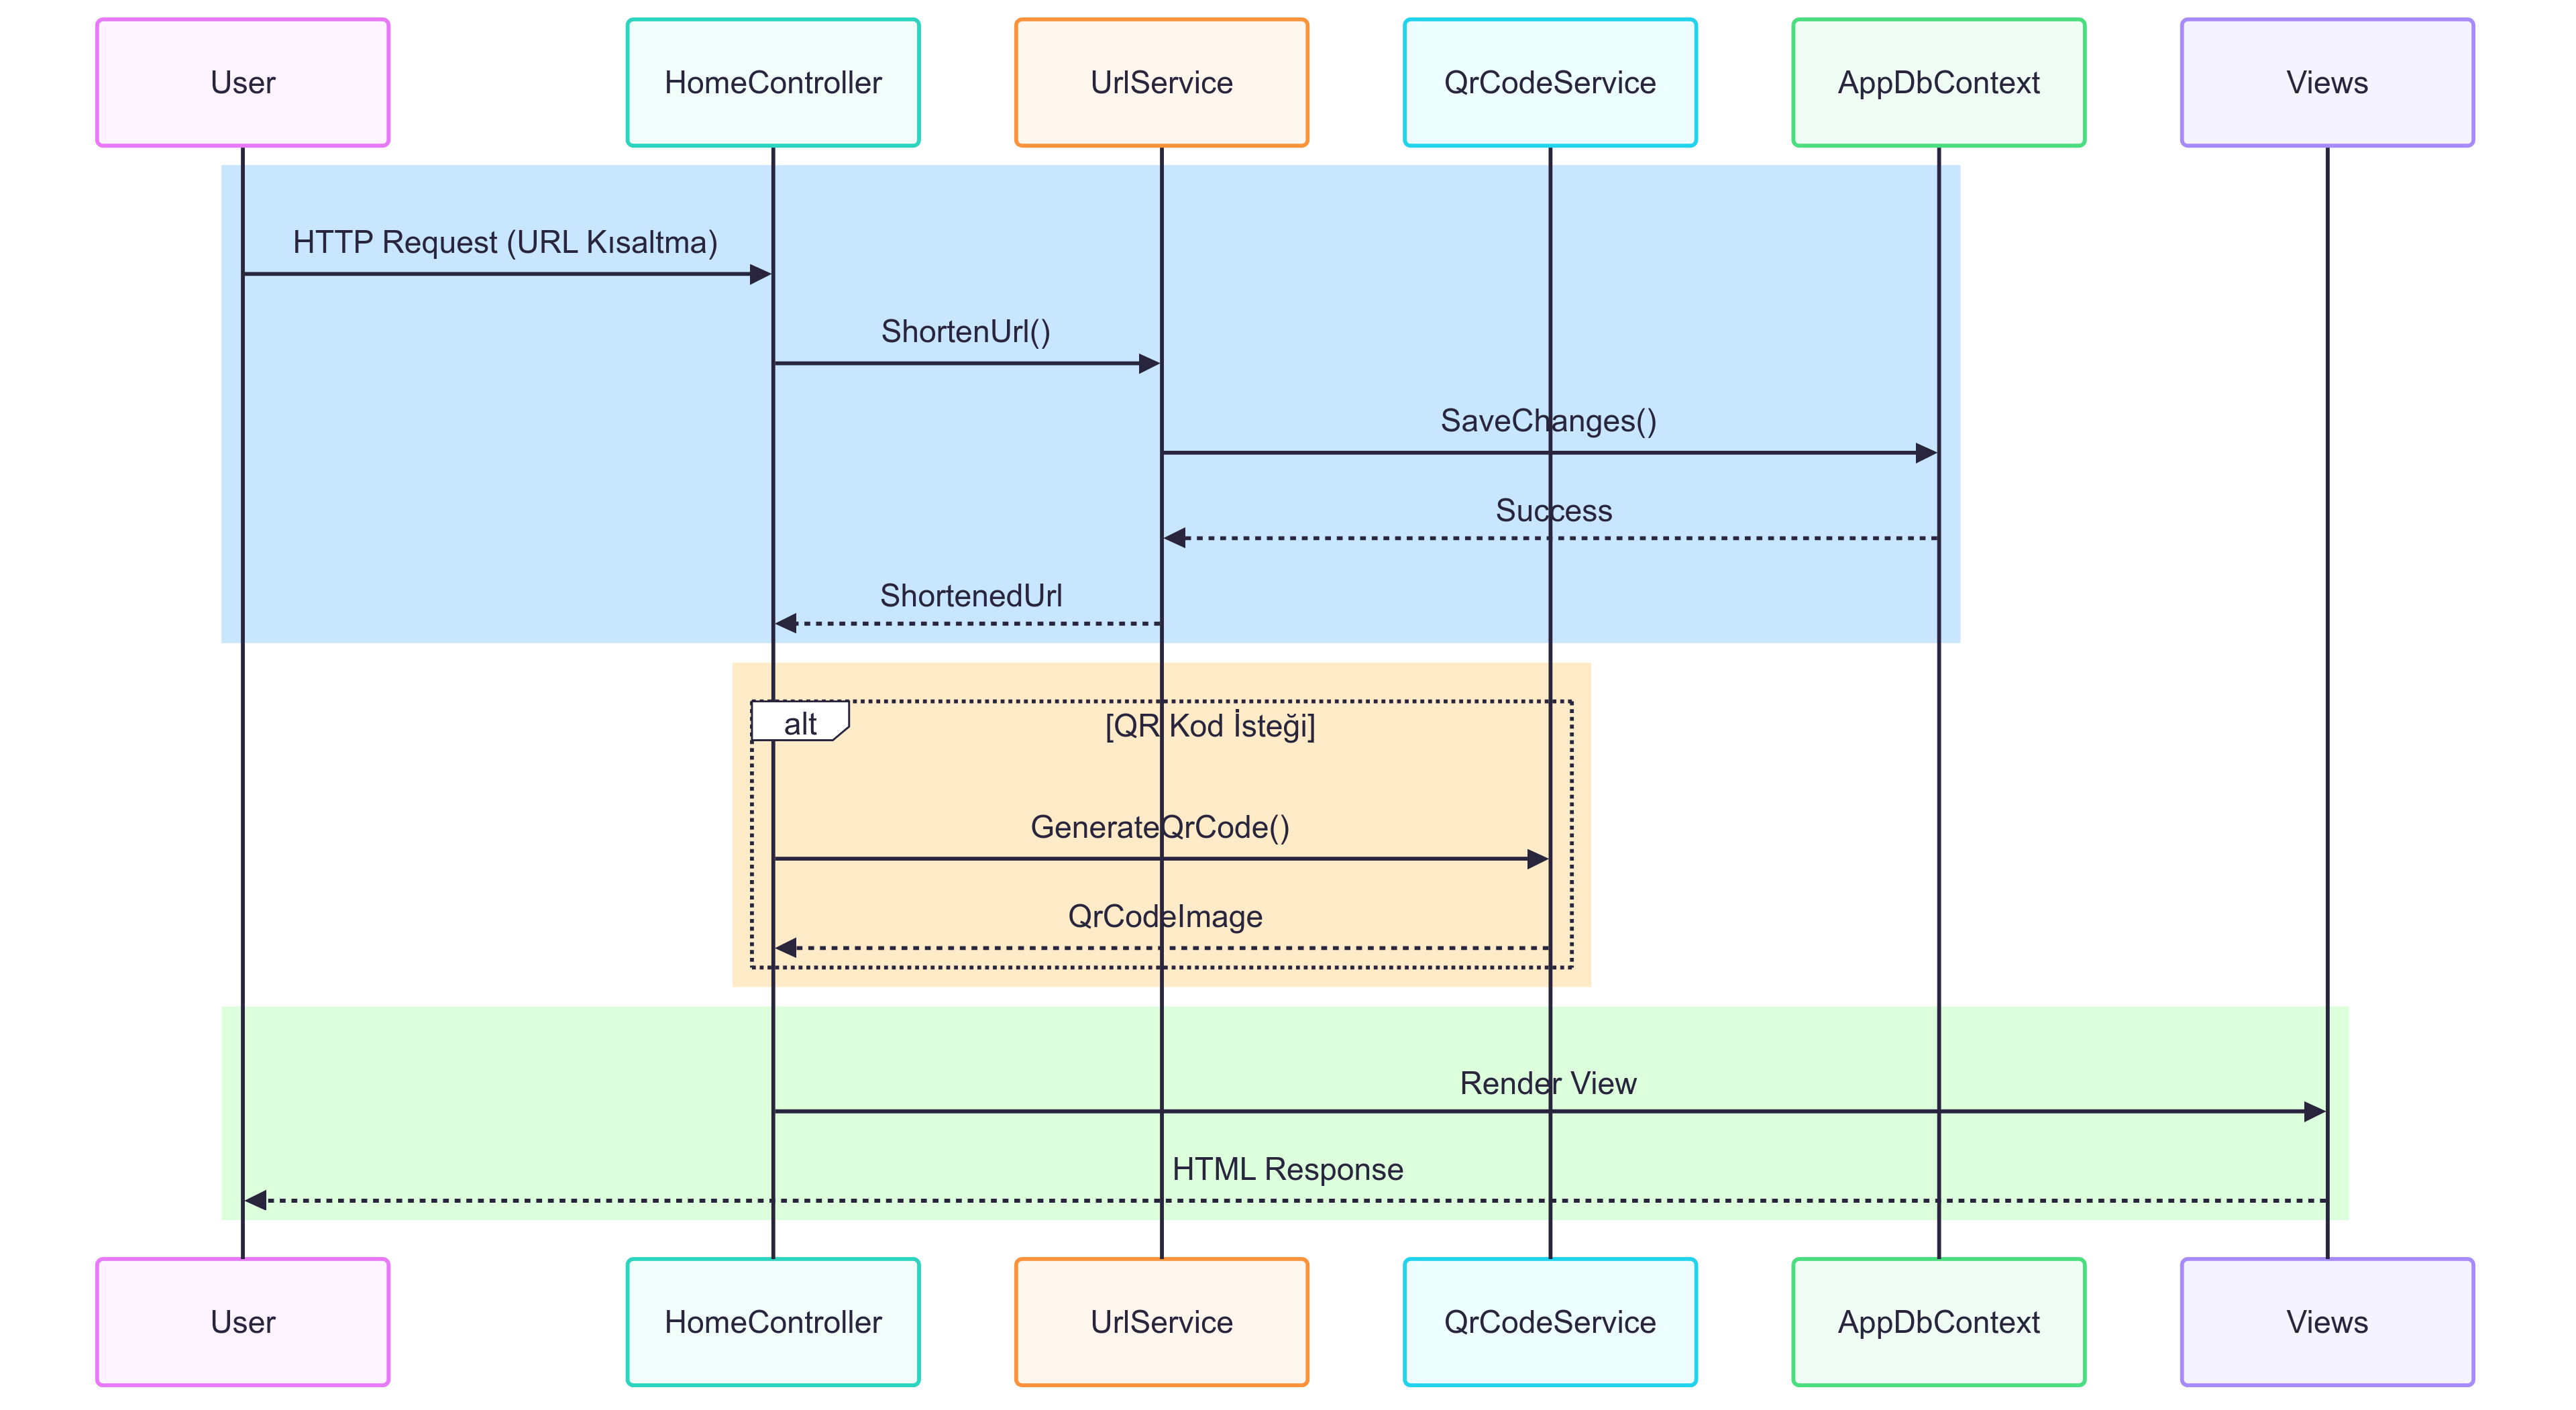 User
HomeController
UrlService
QrCodeService
AppDbContext
Views
HTTP Request (URL Kısaltma)
ShortenUrl()
SaveChanges()
Success
ShortenedUrl
alt
[QR Kod İsteği]
GenerateQrCode()
QrCodeImage
Render View
HTML Response
User
HomeController
UrlService
QrCodeService
AppDbContext
Views